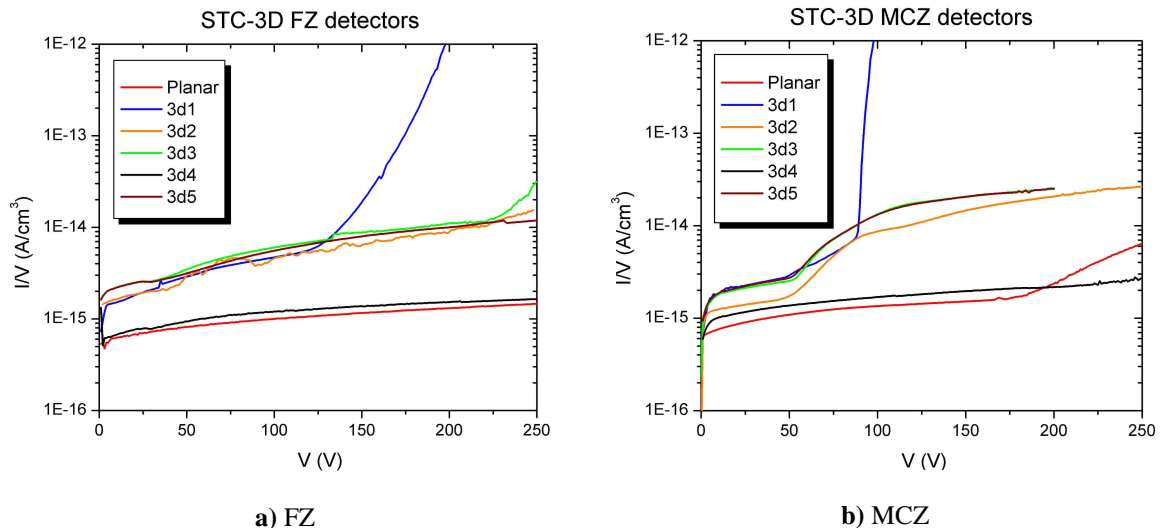 STC-3D FZ detectors
1E-12
1E-13
1E-14
1E-15
1E-16
I/V (A/cm³)
Planar
3d1
3d2
3d3
3d4
3d5
0 50 100 150 200 250
V (V)
a) FZ
STC-3D MCZ detectors
1E-12
1E-13
1E-14
1E-15
1E-16
I/V (A/cm³)
Planar
3d1
3d2
3d3
3d4
3d5
0 50 100 150 200 250
V (V)
b) MCZ